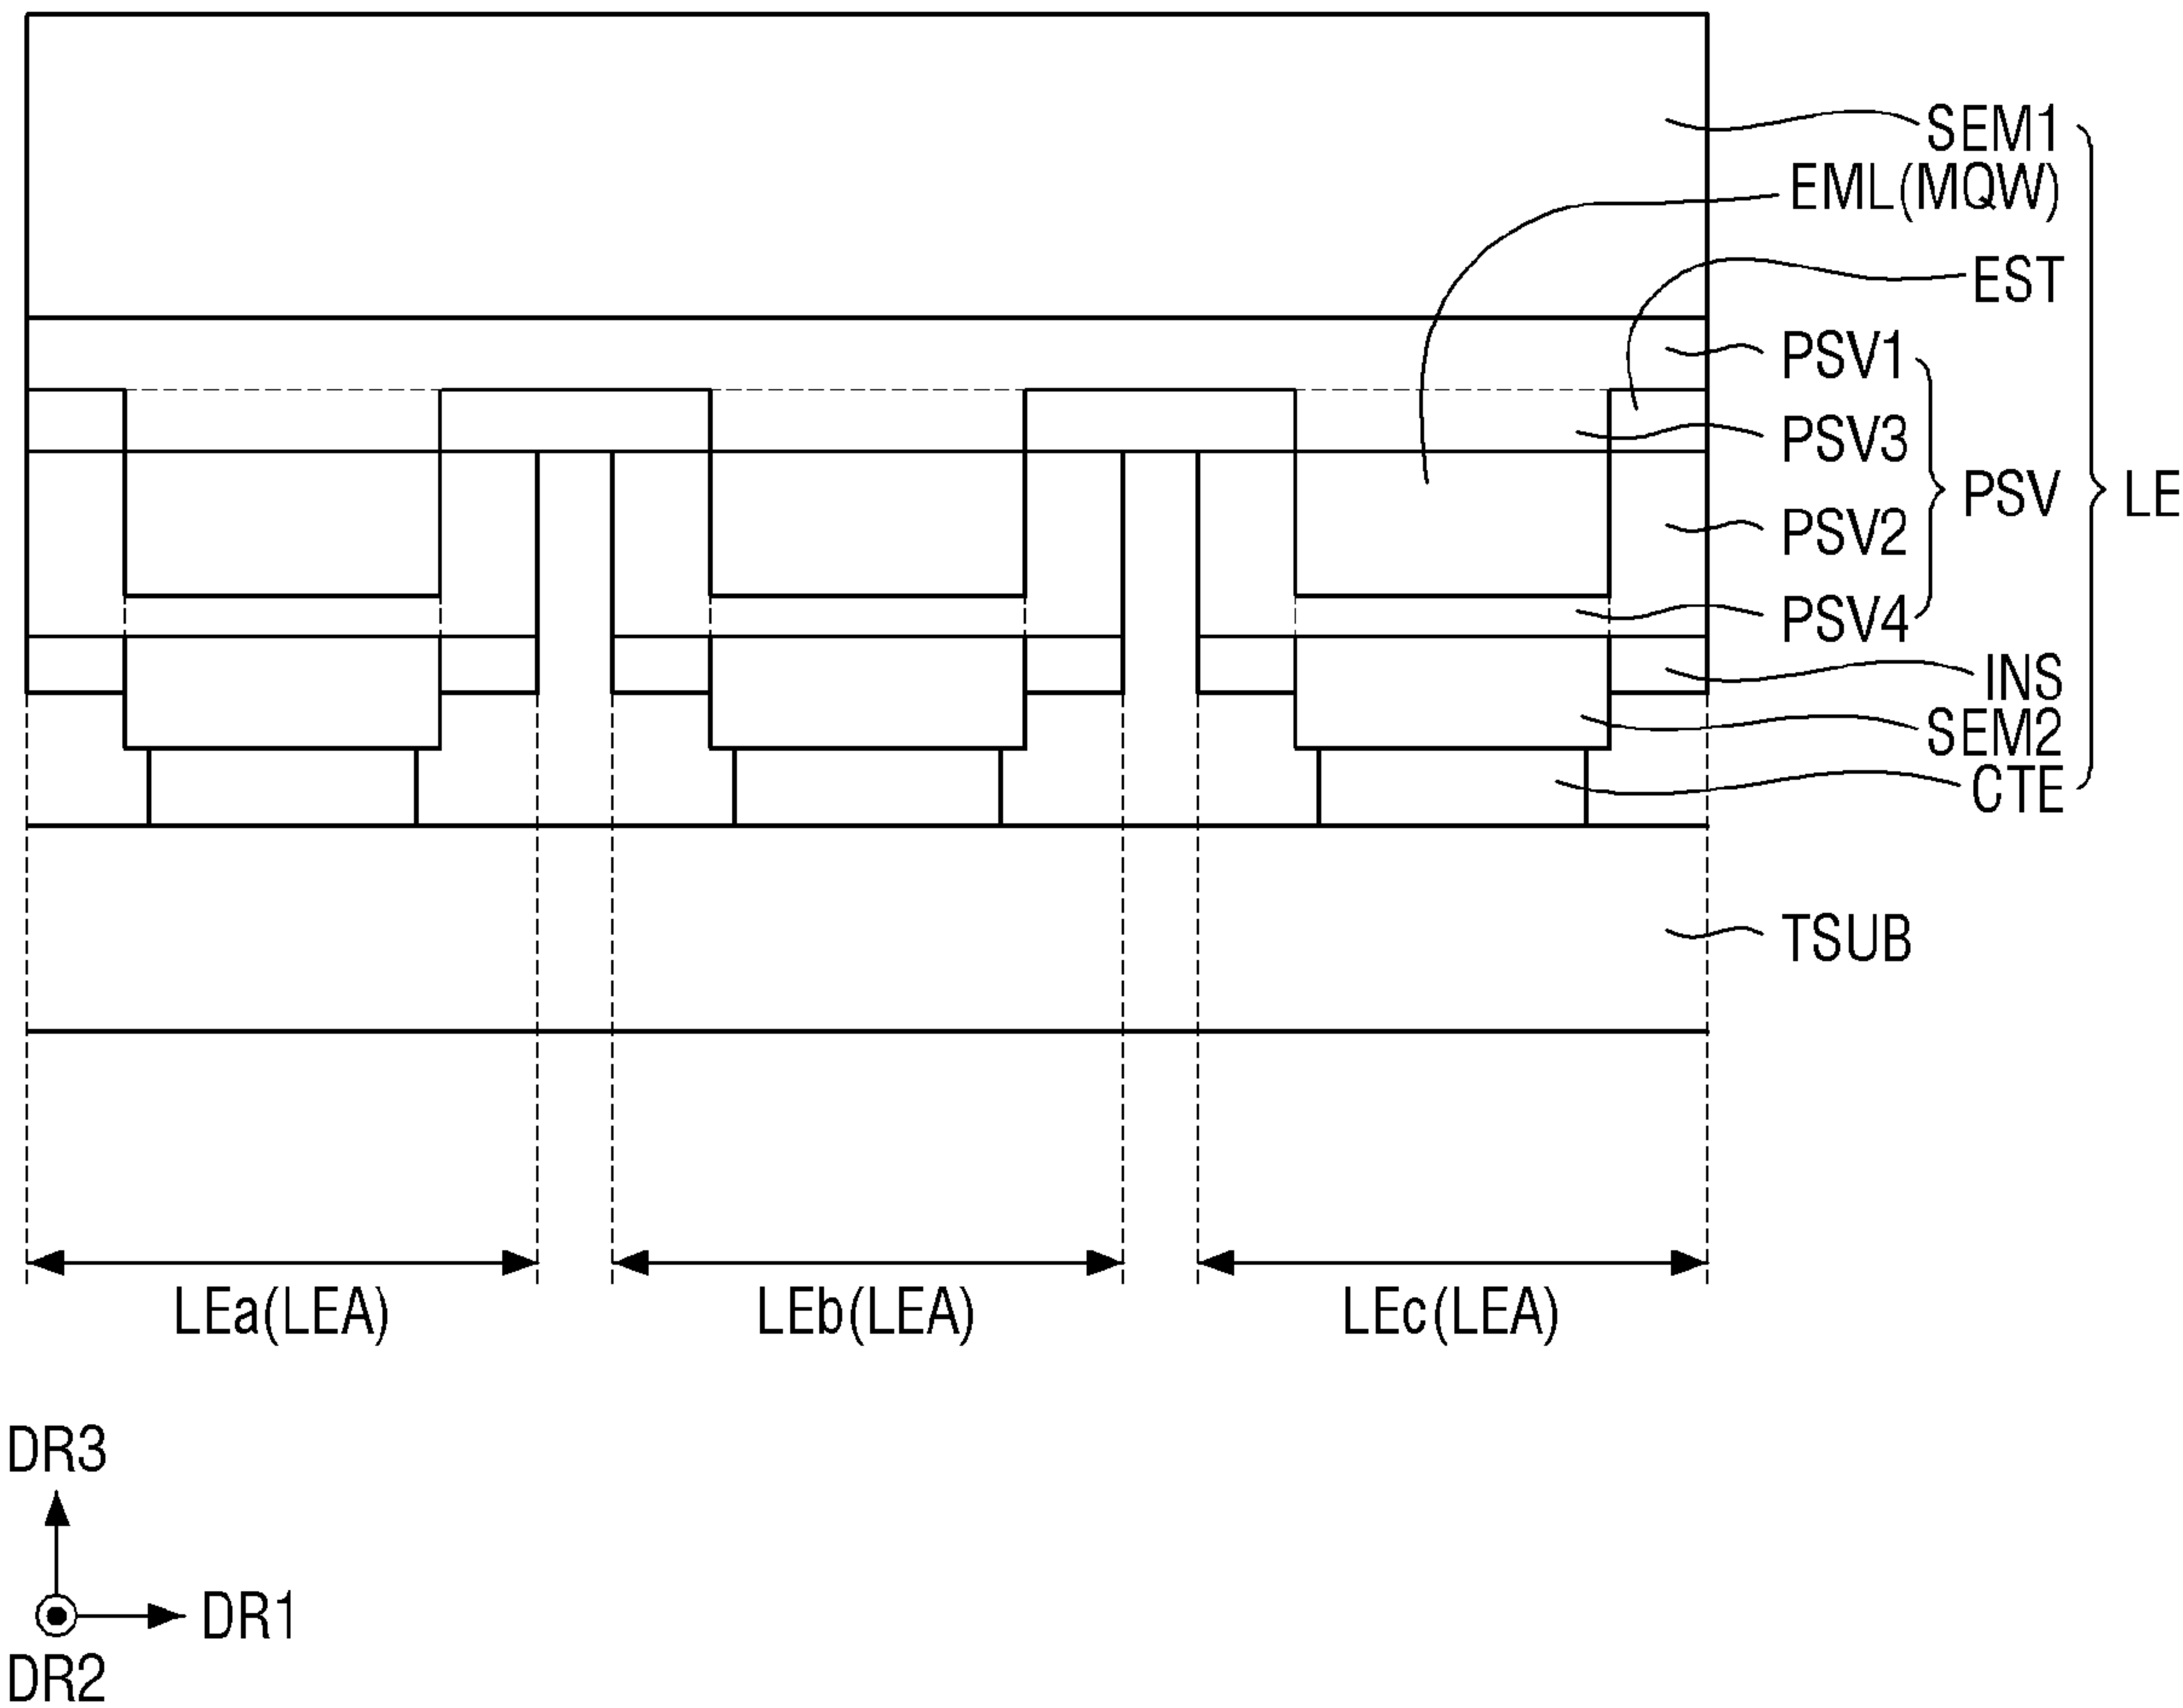 SEM1
EML(MQW)
EST
PSV1
PSV3
PSV LE
PSV2
PSV4
INS
SEM2
CTE
TSUB
LEa(LEA) LEb(LEA) LEc(LEA)
DR3
DR1
DR2